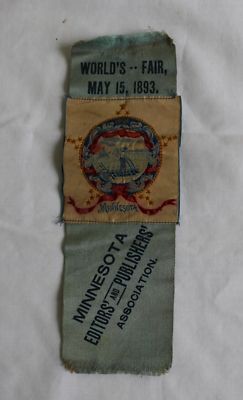 WORLD'S -- FAIR,
MAY 15, 1893.
MINNESOTA
MINNESOTA
EDITORS' AND PUBLISHERS'
ASSOCIATION.